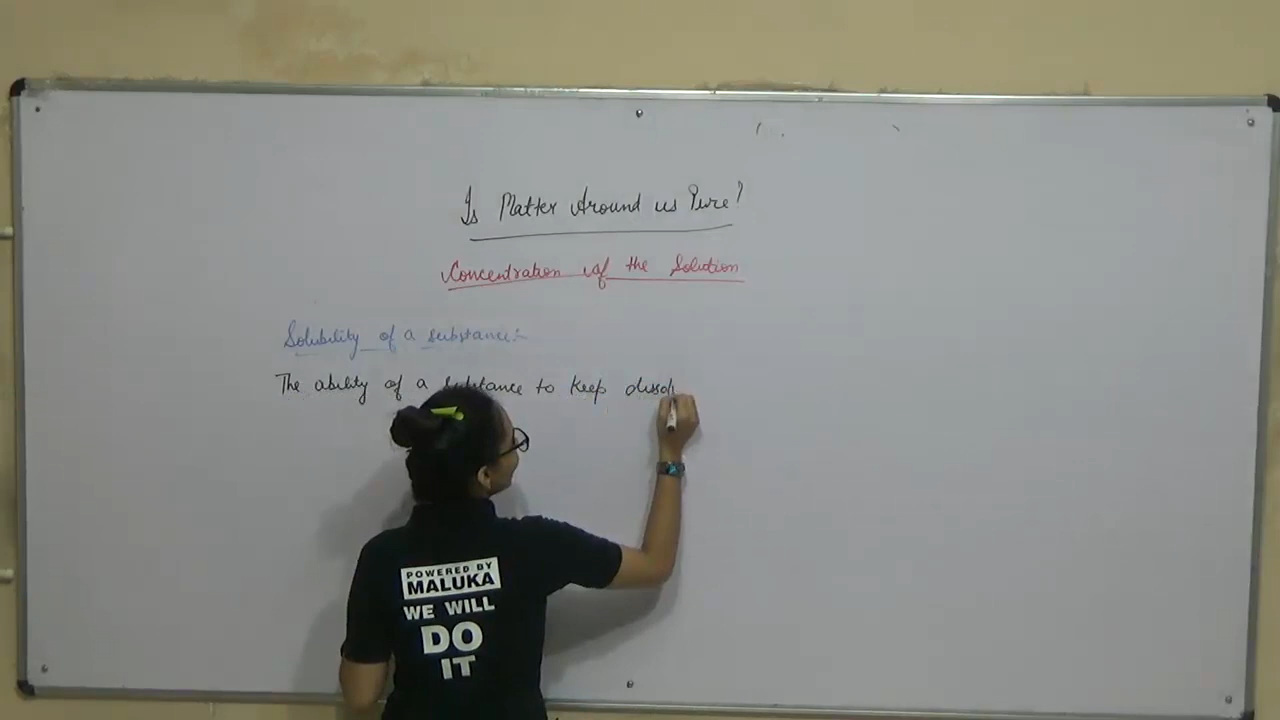 Is Matter Around us Pure?
Concentration of the Solution
Solubility of a substance:-
The ability of a substance to keep dissol
POWERED BY
MALUKA
WE WILL
DO
IT